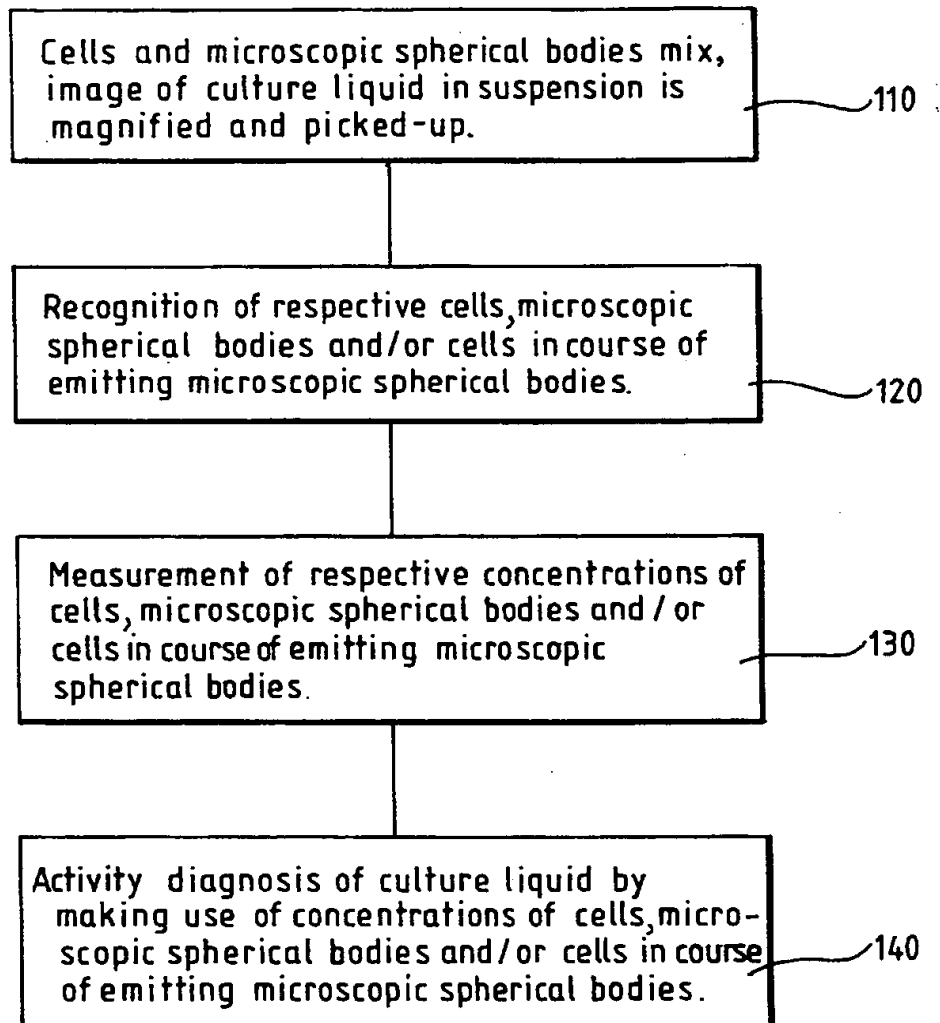 Cells and microscopic spherical bodies mix,
image of culture liquid in suspension is
magnified and picked-up.
110
Recognition of respective cells, microscopic
spherical bodies and/or cells in course of
emitting microscopic spherical bodies.
120
Measurement of respective concentrations of
cells, microscopic spherical bodies and / or
cells in course of emitting microscopic
spherical bodies.
130
Activity diagnosis of culture liquid by
making use of concentrations of cells, micro-
scopic spherical bodies and/or cells in course
of emitting microscopic spherical bodies.
140